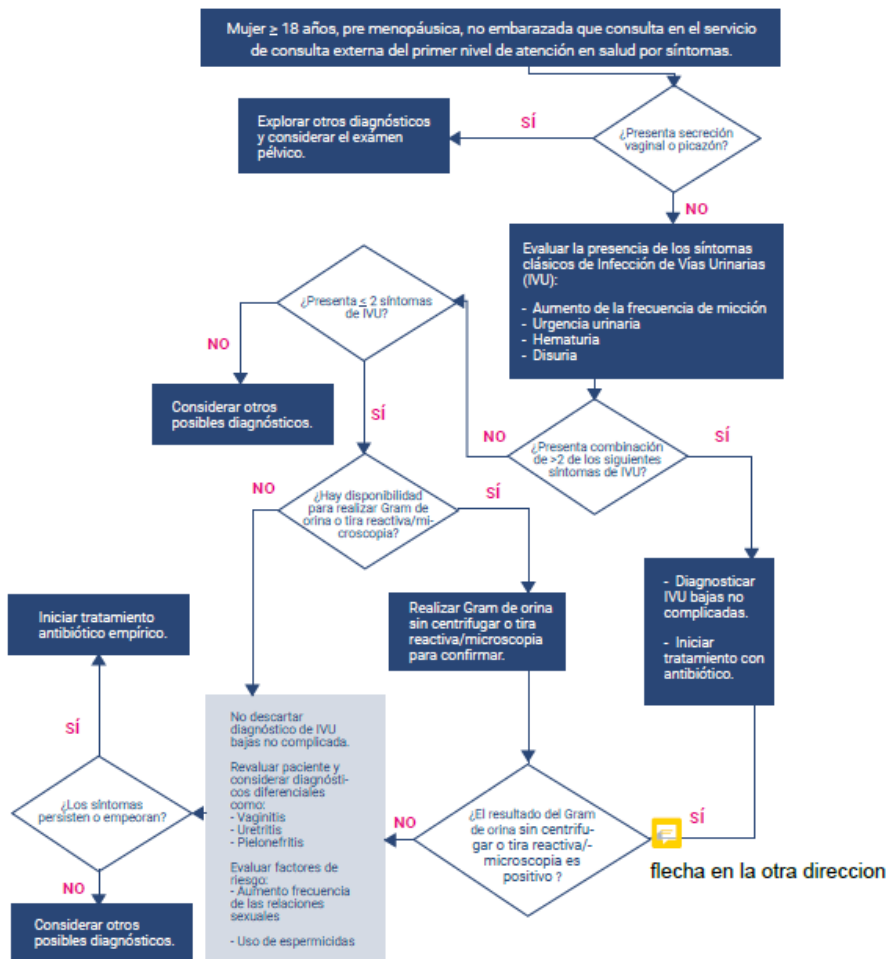 Mujer ≥ 18 años, pre menopáusica, no embarazada que consulta en el servicio
de consulta externa del primer nivel de atención en salud por síntomas.
¿Presenta secreción
vaginal o picazón?
SÍ
Explorar otros diagnósticos
y considerar el exámen
pélvico.
NO
Evaluar la presencia de los síntomas
clásicos de Infección de Vías Urinarias
(IVU):
- Aumento de la frecuencia de micción
- Urgencia urinaria
- Hematuria
- Disuria
¿Presenta combinación
de >2 de los siguientes
síntomas de IVU?
NO
SÍ
¿Presenta ≤ 2 síntomas
de IVU?
NO
Considerar otros
posibles diagnósticos.
SÍ
¿Hay disponibilidad
para realizar Gram de
orina o tira reactiva/mi-
croscopia?
NO
SÍ
Realizar Gram de orina
sin centrifugar o tira
reactiva/microscopia
para confirmar.
- Diagnosticar
IVU bajas no
complicadas.
- Iniciar
tratamiento con
antibiótico.
¿El resultado del Gram
de orina sin centrifu-
gar o tira reactiva/-
microscopia es
positivo ?
SÍ
flecha en la otra direccion
NO
No descartar
diagnóstico de IVU
bajas no complicada.
Revaluar paciente y
considerar diagnósti-
cos diferenciales
como:
- Vaginitis
- Uretritis
- Pielonefritis
Evaluar factores de
riesgo:
- Aumento frecuencia
de las relaciones
sexuales
- Uso de espermicidas
¿Los síntomas
persisten o empeoran?
SÍ
Iniciar tratamiento
antibiótico empírico.
NO
Considerar otros
posibles diagnósticos.